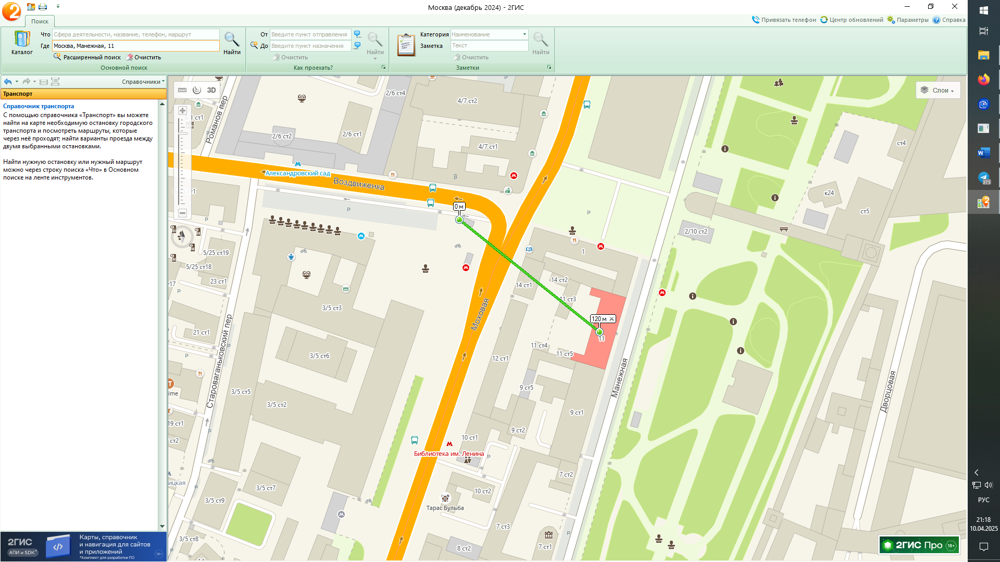 Москва (декабрь 2024) - 2ГИС
Поиск
Привязать телефон
Центр обновлений
Параметры
Справка
Каталог
Что
Сфера деятельности, название, телефон, маршрут
Где
Москва, Манежная, 11
Расширенный поиск
Очистить
Найти
Основной поиск
От
Введите пункт отправления
До
Введите пункт назначения
Очистить
Найти
Как проехать?
Категория
Наименование
Заметка
Текст
Очистить
Найти
Заметки
Справочники
Транспорт
Справочник транспорта
С помощью справочника «Транспорт» вы можете
найти на карте необходимую остановку городского
транспорта и посмотреть маршруты, которые
через неё проходят; найти варианты проезда между
двумя выбранными остановками.
Найти нужную остановку или нужный маршрут
можно через строку поиска «Что» в Основном
поиске на ленте инструментов.
2ГИС
АПИ и SDK*
Карты, справочник
и навигация для сайтов
и приложений
*Комплект для разработки ПО
18+
3D
Слои
Романов пер
2/6 ст4
4/7 ст2
2/6 ст2
2/6 ст1
4/7 ст1
ст4
Александровский сад
Воздвиженка
P
P
P
0 м
к24
ст5
2/10 ст2
5/25 ст19
5/25 ст18
23 ст1
1
14 ст1
14 ст2
11 ст3
P
3/5 ст3
Моховая
120 м
11
21 ст1
11 ст4
11 ст5
3/5 ст6
12 ст1
P
Староваганьковский пер
Манежная
Дворцовая
9 ст5
3/5 ст5
3/5 ст2
9 ст1
19 ст1
9 ст2
ст2
10 ст1
Библиотека им. Ленина
P
7 ст2
3/5 ст7
10 ст2
3/5 ст9
Тарас Бульба
7 ст3
P
3/5 ст8
8 ст2
7 ст1
2ГИС Про
18+
375
РУС
21:18
10.04.2025